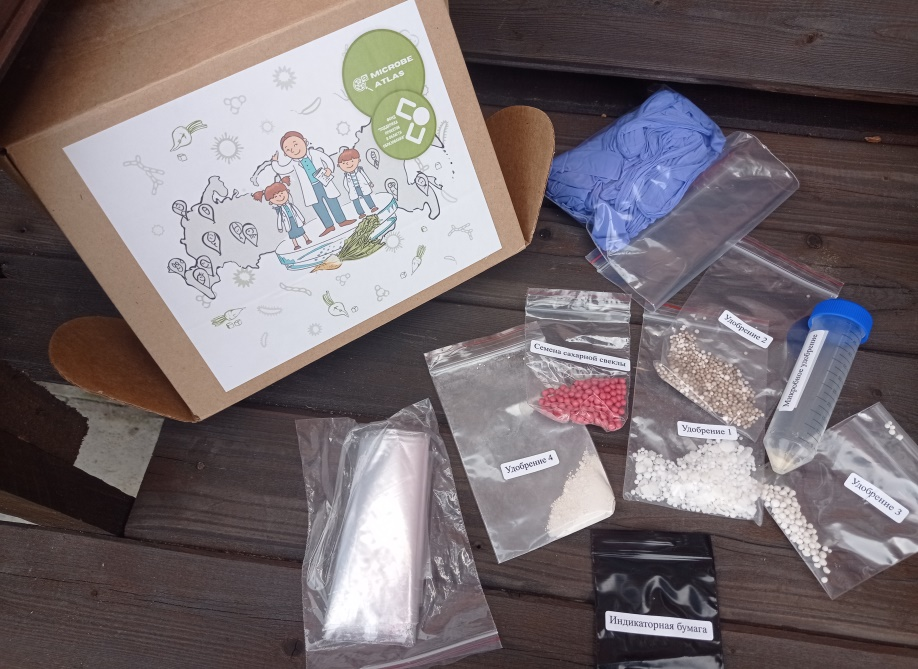 MICROBE
ATLAS
Удобрение 2
Семена сахарной свеклы
Микробное удобрение
Удобрение 1
Удобрение 4
Удобрение 3
Индикаторная бумага